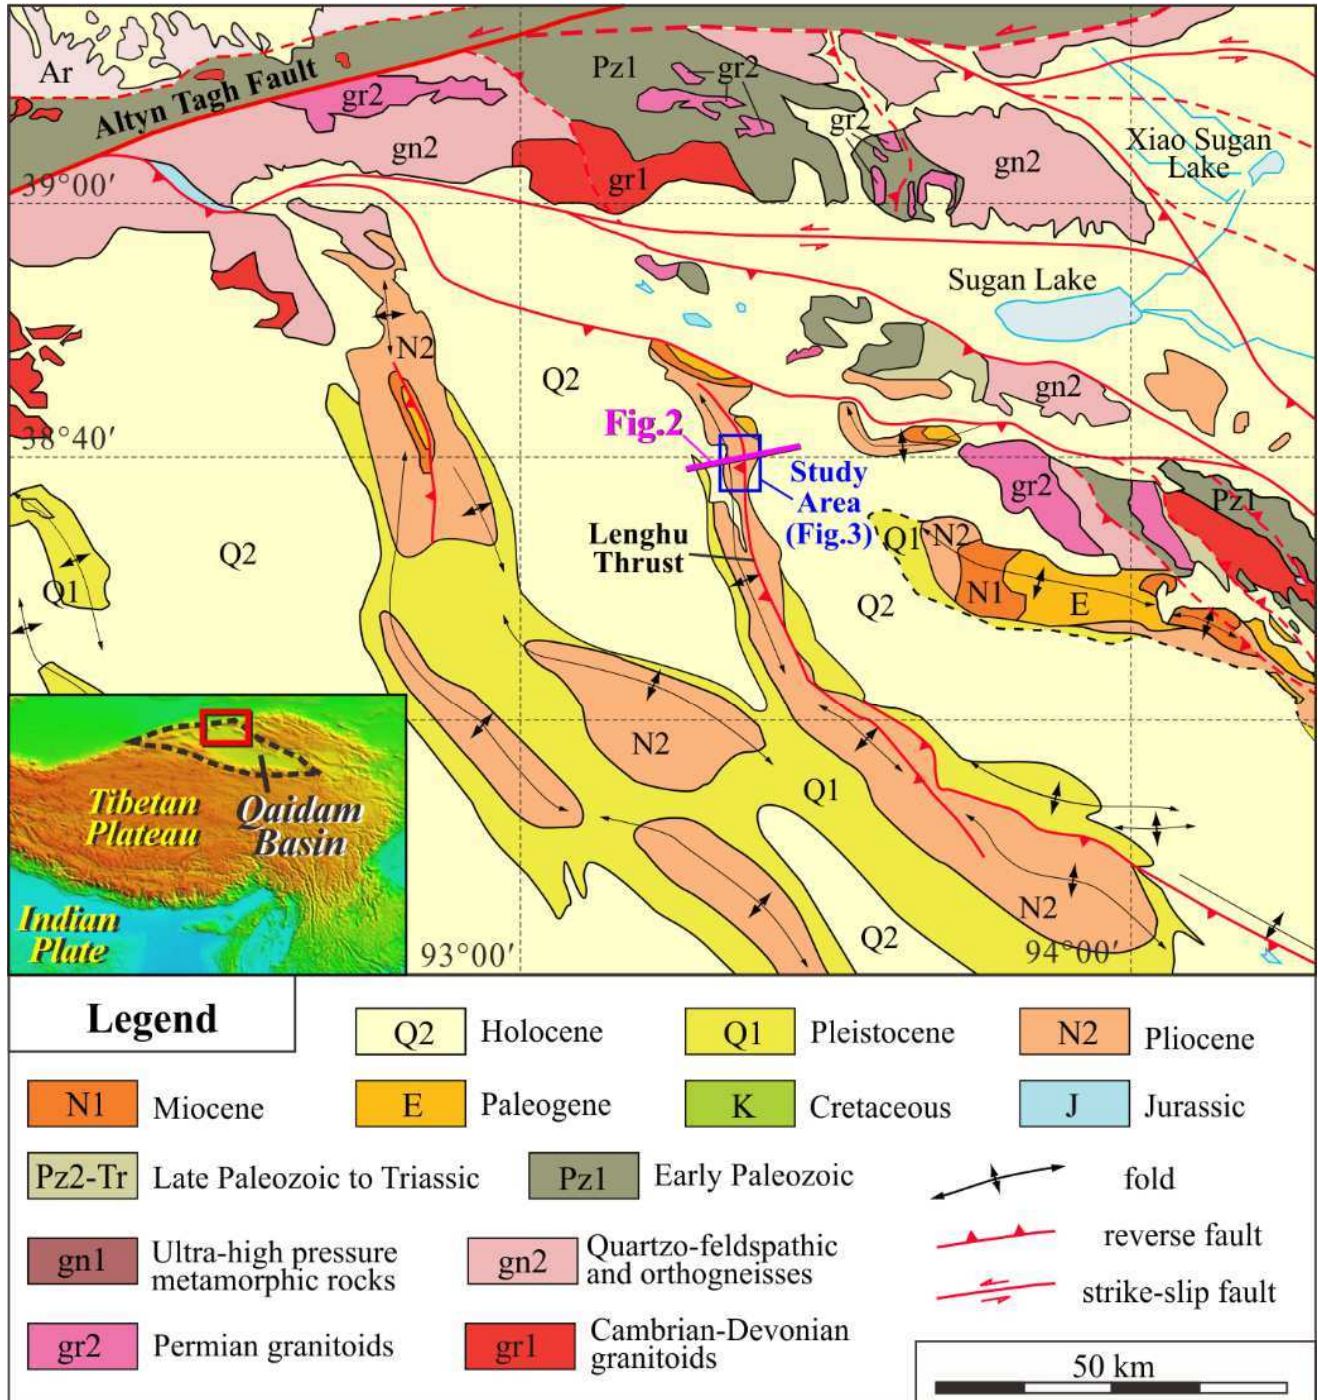 Ar
Altyn Tagh Fault
gr2
Pz1
gr2
gr2
gn2
gr1
gn2
Xiao Sugan
Lake
39°00′
Sugan Lake
N2
Q2
gn2
38°40′
Fig.2
Study
Area
(Fig.3)
gr2
Pz1
Q2
Lenghu
Thrust
Q1
N2
Q1
Q2
N1
E
N2
Q1
Tibetan
Plateau
Qaidam
Basin
Indian
Plate
N2
Q2
93°00′
94°00′
Legend
Q2 Holocene
Q1 Pleistocene
N2 Pliocene
N1 Miocene
E Paleogene
K Cretaceous
J Jurassic
Pz2-Tr Late Paleozoic to Triassic
Pz1 Early Paleozoic
fold
gn1 Ultra-high pressure
metamorphic rocks
gn2 Quartzo-feldspathic
and orthogneisses
reverse fault
strike-slip fault
gr2 Permian granitoids
gr1 Cambrian-Devonian
granitoids
50 km